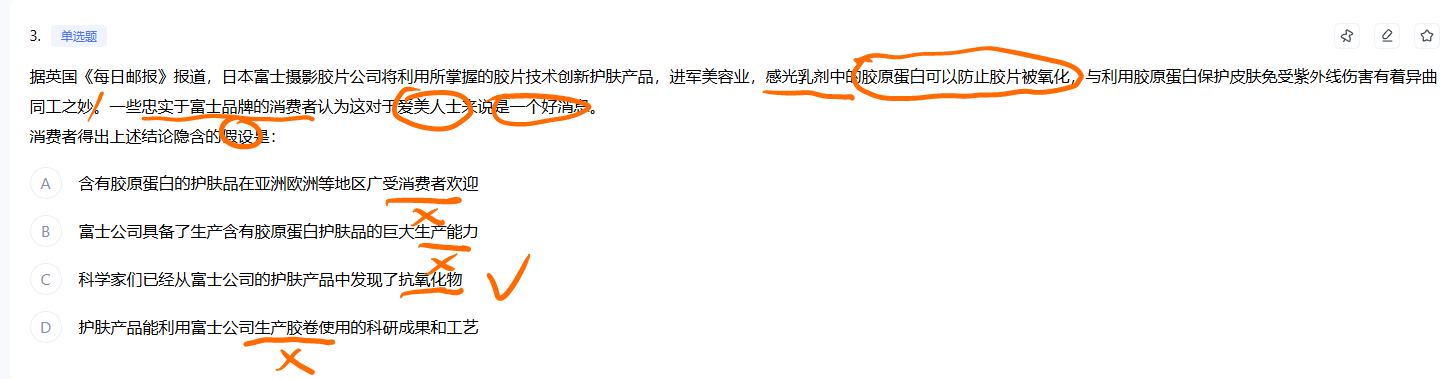 3. 单选题
据英国《每日邮报》报道，日本富士摄影胶片公司将利用所掌握的胶片技术创新护肤产品，进军美容业，感光乳剂中的胶原蛋白可以防止胶片被氧化，与利用胶原蛋白保护皮肤免受紫外线伤害有着异曲
同工之妙。一些忠实于富士品牌的消费者认为这对于爱美人士来说是一个好消息。
消费者得出上述结论隐含的假设是：
A 含有胶原蛋白的护肤品在亚洲欧洲等地区广受消费者欢迎
B 富士公司具备了生产含有胶原蛋白护肤品的巨大生产能力
C 科学家们已经从富士公司的护肤产品中发现了抗氧化物
D 护肤产品能利用富士公司生产胶卷使用的科研成果和工艺